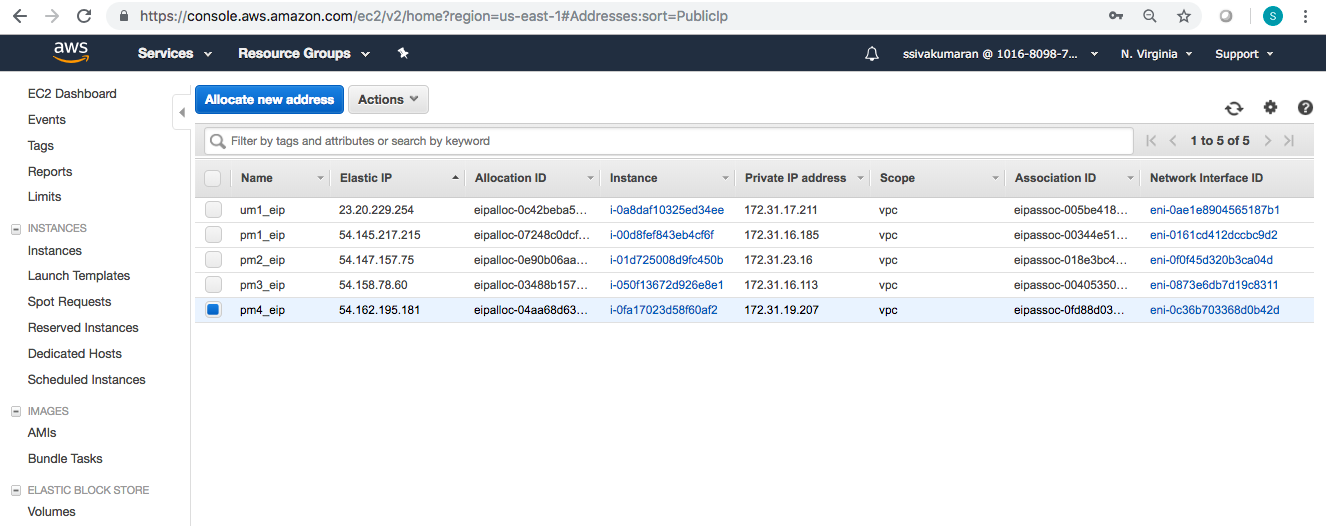 https://console.aws.amazon.com/ec2/v2/home?region=us-east-1#Addresses:sort=PublicIp
S
aws Services Resource Groups ssivakumaran @ 1016-8098-7... N. Virginia Support
EC2 Dashboard
Events
Tags
Reports
Limits
INSTANCES
Instances
Launch Templates
Spot Requests
Reserved Instances
Dedicated Hosts
Scheduled Instances
IMAGES
AMIs
Bundle Tasks
ELASTIC BLOCK STORE
Volumes
Allocate new address Actions
Filter by tags and attributes or search by keyword 1 to 5 of 5
Name Elastic IP Allocation ID Instance Private IP address Scope Association ID Network Interface ID
um1_eip 23.20.229.254 eipalloc-0c42beba5... i-0a8daf10325ed34ee 172.31.17.211 vpc eipassoc-005be418... eni-0ae1e8904565187b1
pm1_eip 54.145.217.215 eipalloc-07248c0dcf... i-00d8fef843eb4cf6f 172.31.16.185 vpc eipassoc-00344e51... eni-0161cd412dccbc9d2
pm2_eip 54.147.157.75 eipalloc-0e90b06aa... i-01d725008d9fc450b 172.31.23.16 vpc eipassoc-018e3bc4... eni-0f0f45d320b3ca04d
pm3_eip 54.158.78.60 eipalloc-03488b157... i-050f13672d926e8e1 172.31.16.113 vpc eipassoc-00405350... eni-0873e6db7d19c8311
pm4_eip 54.162.195.181 eipalloc-04aa68d63... i-0fa17023d58f60af2 172.31.19.207 vpc eipassoc-0fd88d03... eni-0c36b703368d0b42d